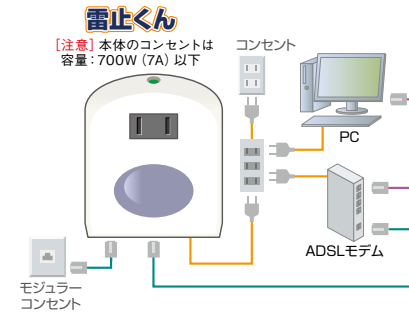 雷止くん
[注意] 本体のコンセントは
容量：700W (7A) 以下
コンセント
PC
ADSLモデム
モジュラー
コンセント